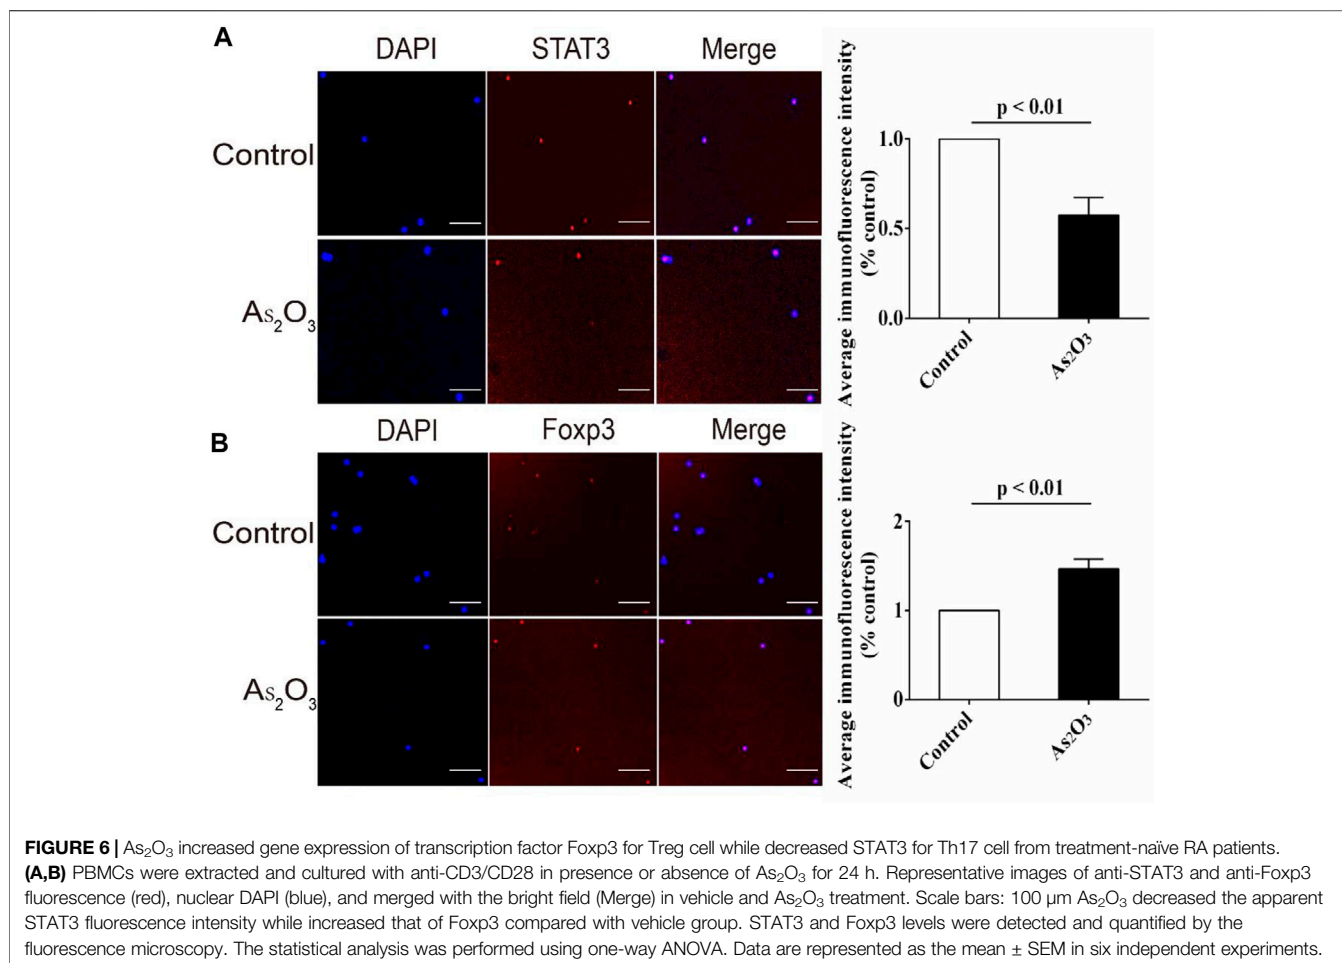 A
DAPI STAT3 Merge
Control
As₂O₃
Average immunofluorescence intensity
(% control)
p < 0.01
1.0
0.5
0.0
Control
As₂O₃
B
DAPI Foxp3 Merge
Control
As₂O₃
Average immunofluorescence intensity
(% control)
p < 0.01
2
1
0
Control
As₂O₃
FIGURE 6 | As₂O₃ increased gene expression of transcription factor Foxp3 for Treg cell while decreased STAT3 for Th17 cell from treatment-naïve RA patients.
(A,B) PBMCs were extracted and cultured with anti-CD3/CD28 in presence or absence of As₂O₃ for 24 h. Representative images of anti-STAT3 and anti-Foxp3
fluorescence (red), nuclear DAPI (blue), and merged with the bright field (Merge) in vehicle and As₂O₃ treatment. Scale bars: 100 μm As₂O₃ decreased the apparent
STAT3 fluorescence intensity while increased that of Foxp3 compared with vehicle group. STAT3 and Foxp3 levels were detected and quantified by the
fluorescence microscopy. The statistical analysis was performed using one-way ANOVA. Data are represented as the mean ± SEM in six independent experiments.